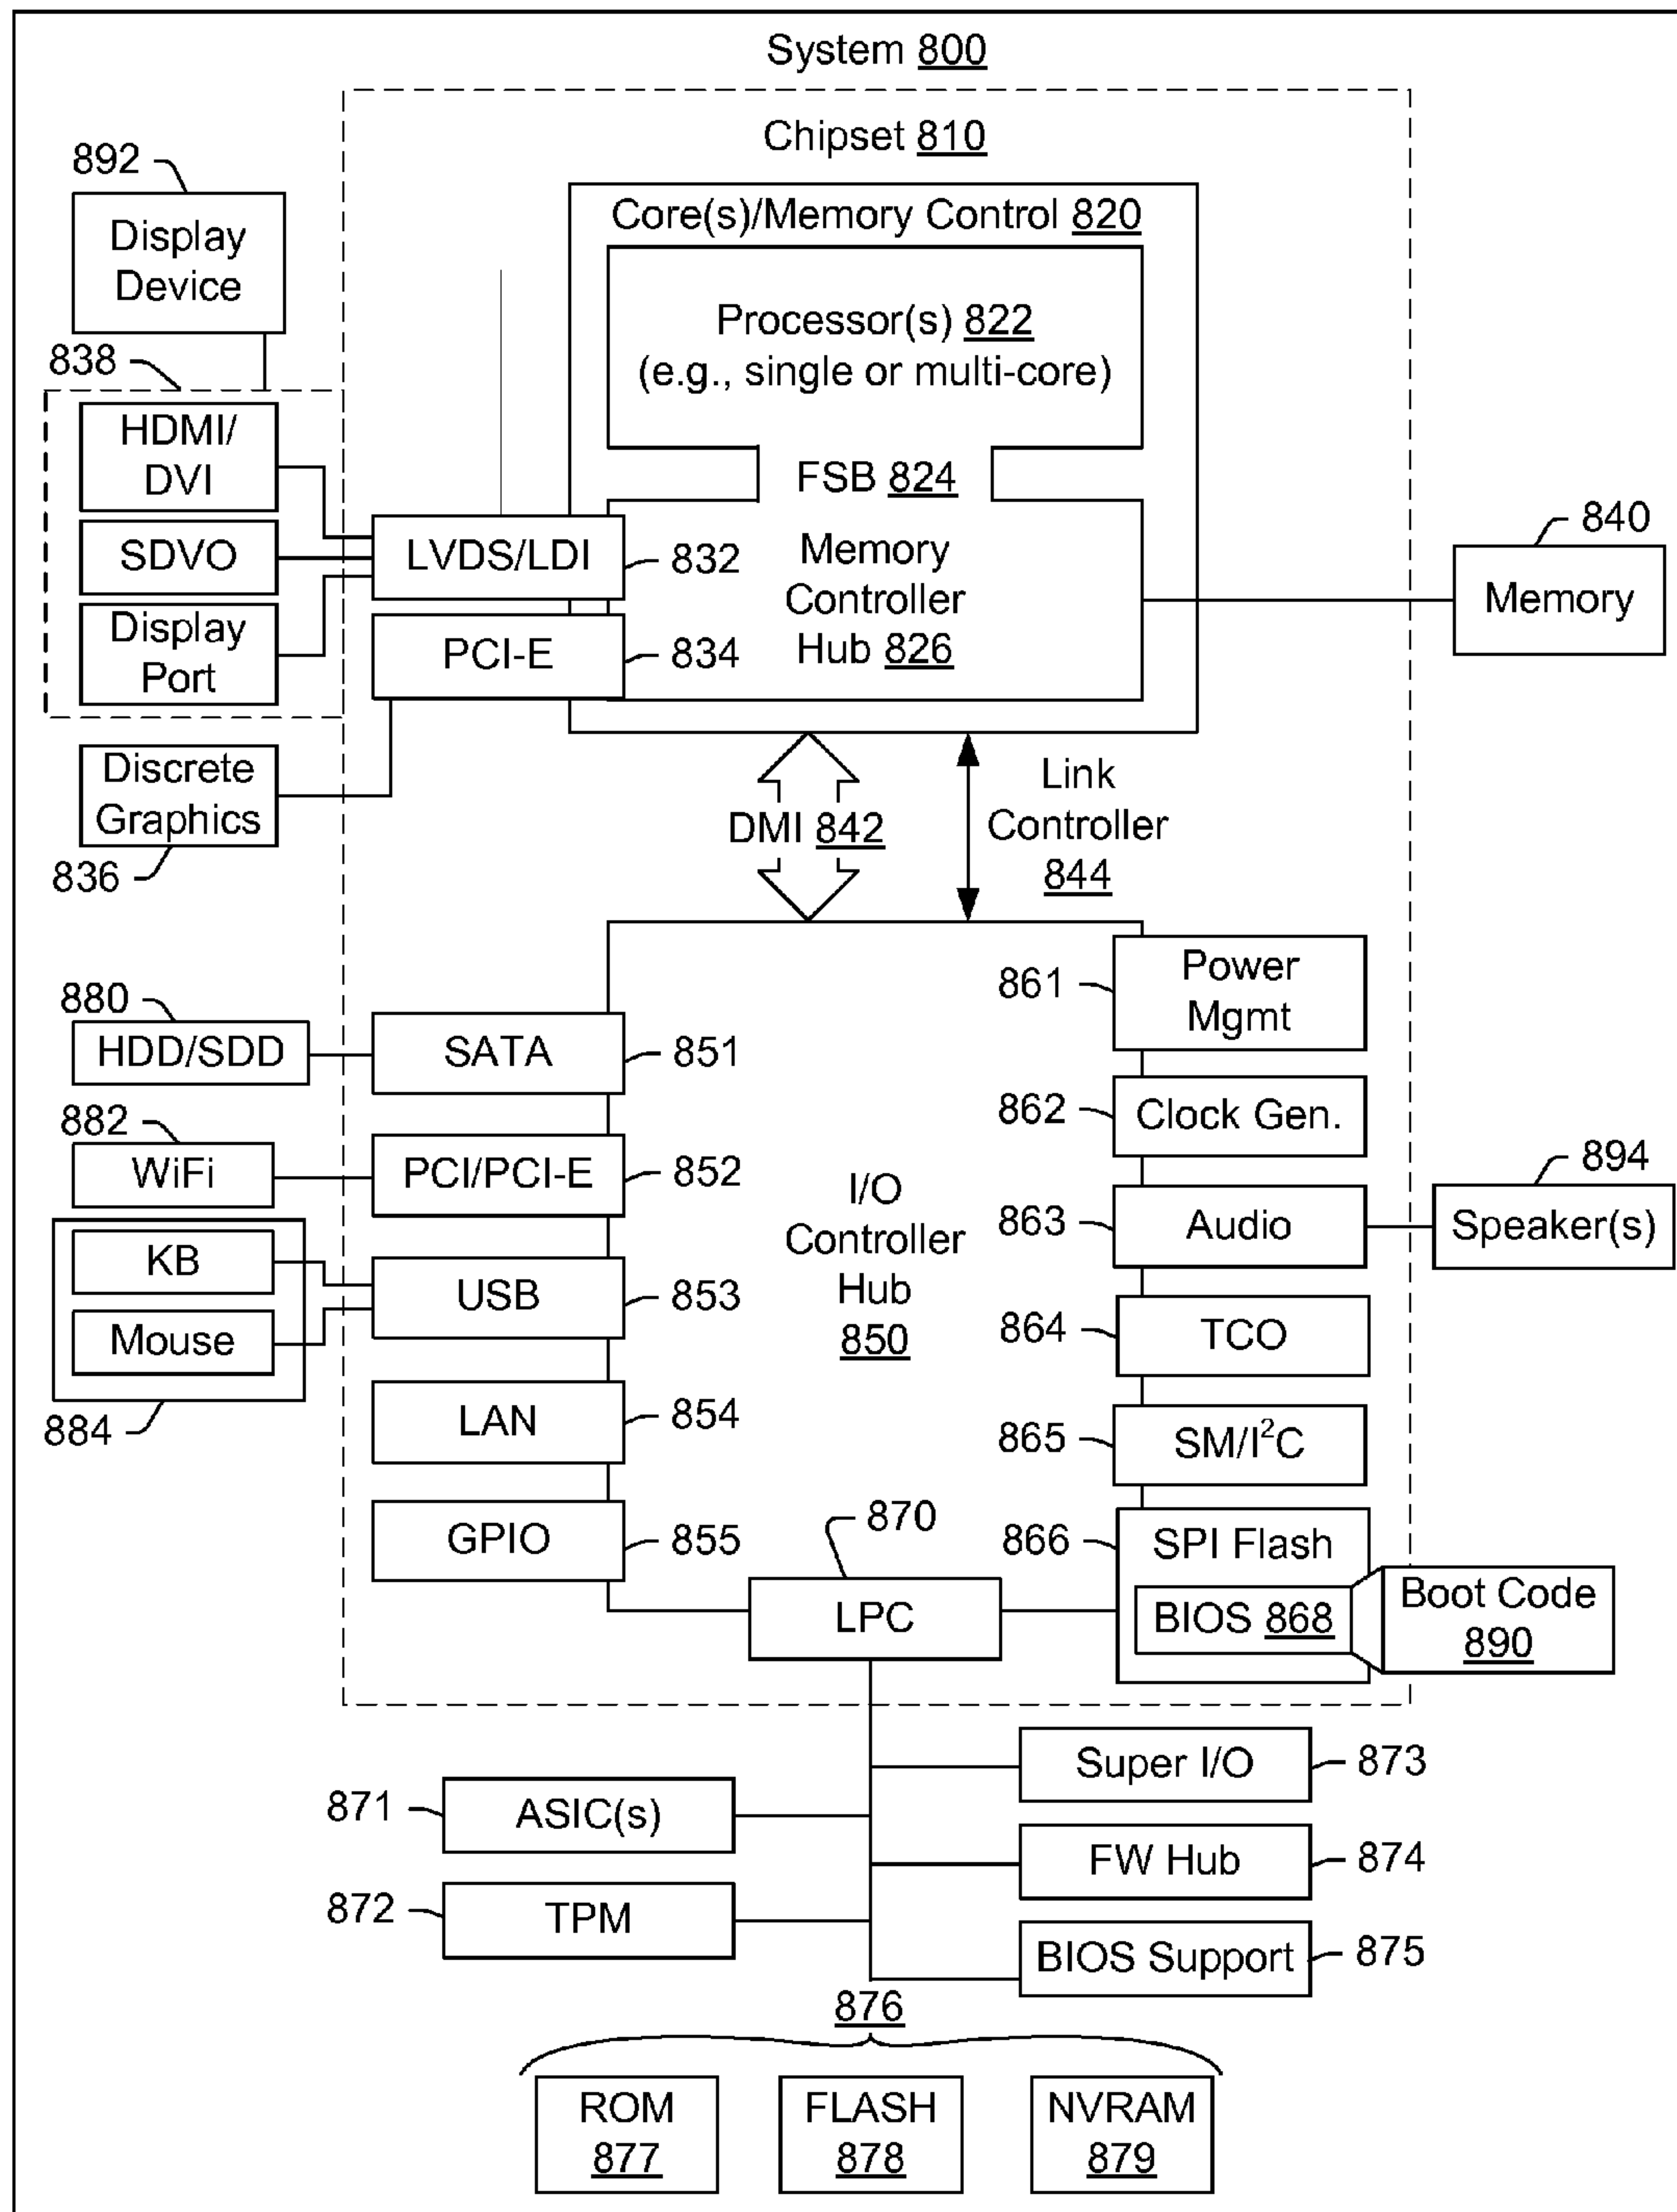 System 800
Chipset 810
892
Display
Device
Core(s)/Memory Control 820
Processor(s) 822
(e.g., single or multi-core)
838
HDMI/
DVI
SDVO
Display
Port
FSB 824
LVDS/LDI
832
PCI-E
834
Memory
Controller
Hub 826
840
Memory
Discrete
Graphics
836
DMI 842
Link
Controller
844
880
HDD/SDD
SATA
851
882
WiFi
PCI/PCI-E
852
KB
Mouse
884
USB
853
LAN
854
GPIO
855
I/O
Controller
Hub
850
861
Power
Mgmt
862
Clock Gen.
863
Audio
894
Speaker(s)
864
TCO
865
SM/I²C
866
SPI Flash
BIOS 868
Boot Code
890
870
LPC
871
ASIC(s)
872
TPM
Super I/O
873
FW Hub
874
BIOS Support
875
876
ROM
877
FLASH
878
NVRAM
879